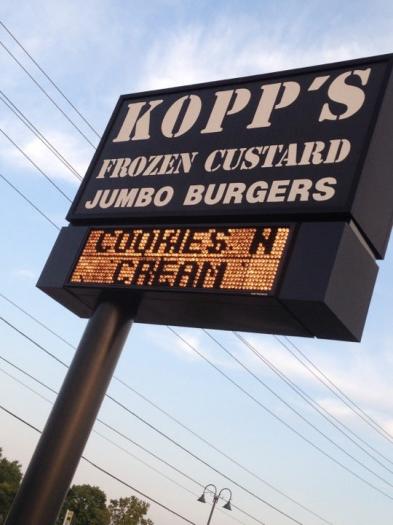 KOPP'S
FROZEN CUSTARD
JUMBO BURGERS
COOKIES N
CREAM